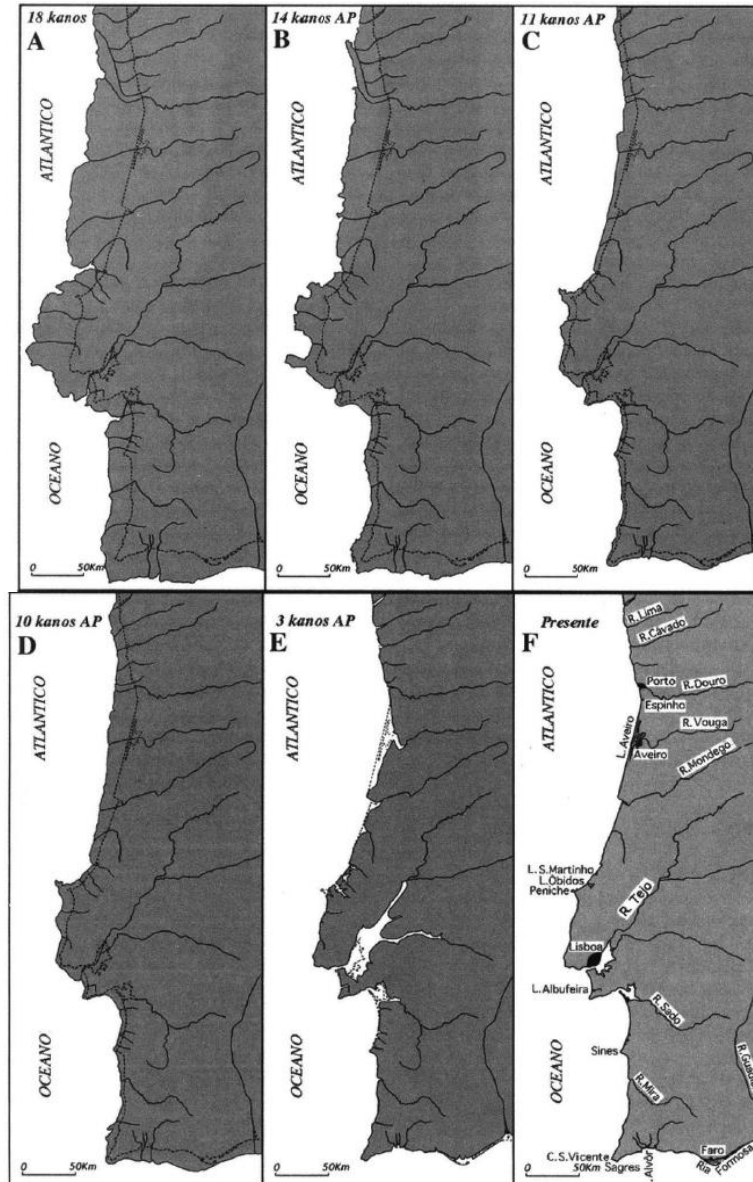 18 kanos
A
ATLANTICO
OCEANO
0 50Km
14 kanos AP
B
ATLANTICO
OCEANO
0 50Km
11 kanos AP
C
ATLANTICO
OCEANO
0 50Km
10 kanos AP
D
ATLANTICO
OCEANO
0 50Km
3 kanos AP
E
ATLANTICO
OCEANO
0 50Km
Presente
F
ATLANTICO
OCEANO
R.Lima
R.Cávado
Porto
R.Douro
Espinho
R.Vouga
L.Aveiro
Aveiro
R.Mondego
L.S.Martinho
L.Óbidos
Peniche
R. Tejo
Lisboa
L.Albufeira
R.Sado
Sines
R.Mira
R.Guad
C.S.Vicente
Sagres
Alvôr
Faro
Ria Formosa
0 50Km